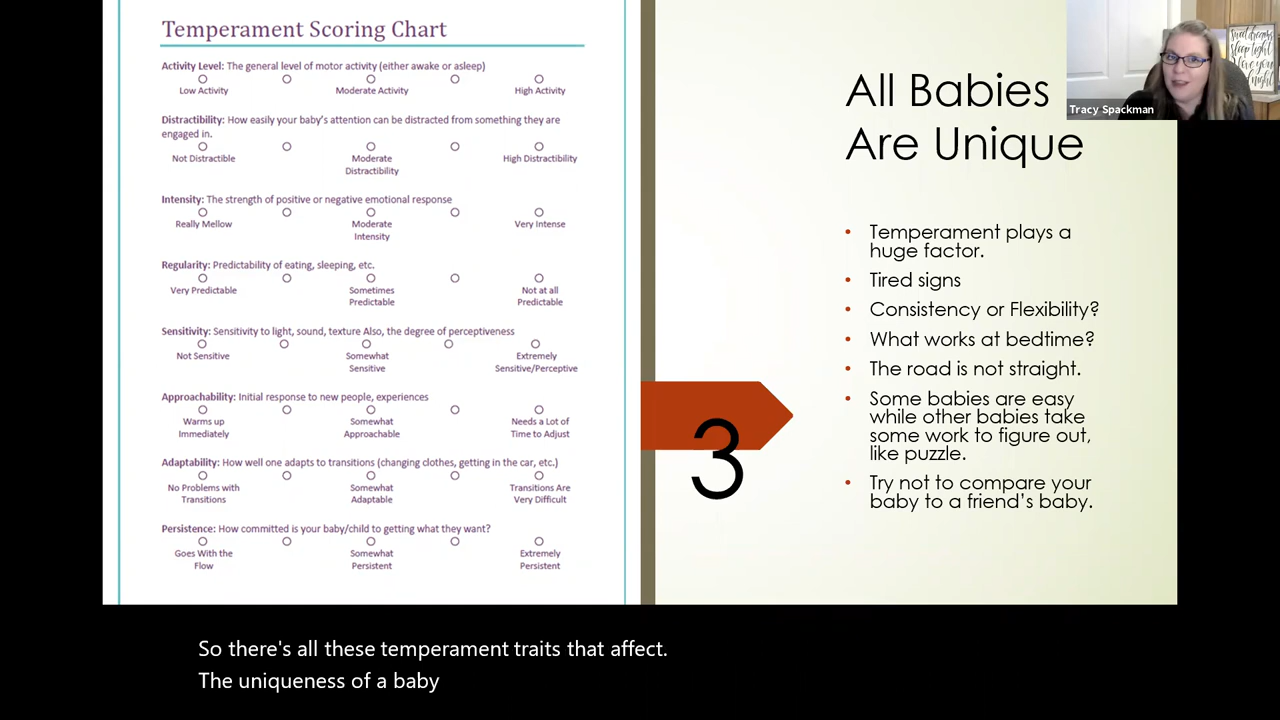 Temperament Scoring Chart
Activity Level: The general level of motor activity (either awake or asleep)
Low Activity Moderate Activity High Activity
Distractibility: How easily your baby's attention can be distracted from something they are
engaged in.
Not Distractible Moderate High Distractibility
Distractibility
Intensity: The strength of positive or negative emotional response
Really Mellow Moderate Very Intense
Intensity
Regularity: Predictability of eating, sleeping, etc.
Very Predictable Sometimes Not at all
Predictable Predictable
Sensitivity: Sensitivity to light, sound, texture Also, the degree of perceptiveness
Not Sensitive Somewhat Extremely
Sensitive Sensitive/Perceptive
Approachability: Initial response to new people, experiences
Warms up Somewhat Needs a Lot of
Immediately Approachable Time to Adjust
Adaptability: How well one adapts to transitions (changing clothes, getting in the car, etc.)
No Problems with Somewhat Transitions Are
Transitions Adaptable Very Difficult
Persistence: How committed is your baby/child to getting what they want?
Goes With the Somewhat Extremely
Flow Persistent Persistent
3
All Babies
Are Unique
• Temperament plays a
huge factor.
• Tired signs
• Consistency or Flexibility?
• What works at bedtime?
• The road is not straight.
• Some babies are easy
while other babies take
some work to figure out,
like puzzle.
• Try not to compare your
baby to a friend's baby.
Tracy Spackman
sweet dreams
sleep tight
love you
So there's all these temperament traits that affect.
The uniqueness of a baby